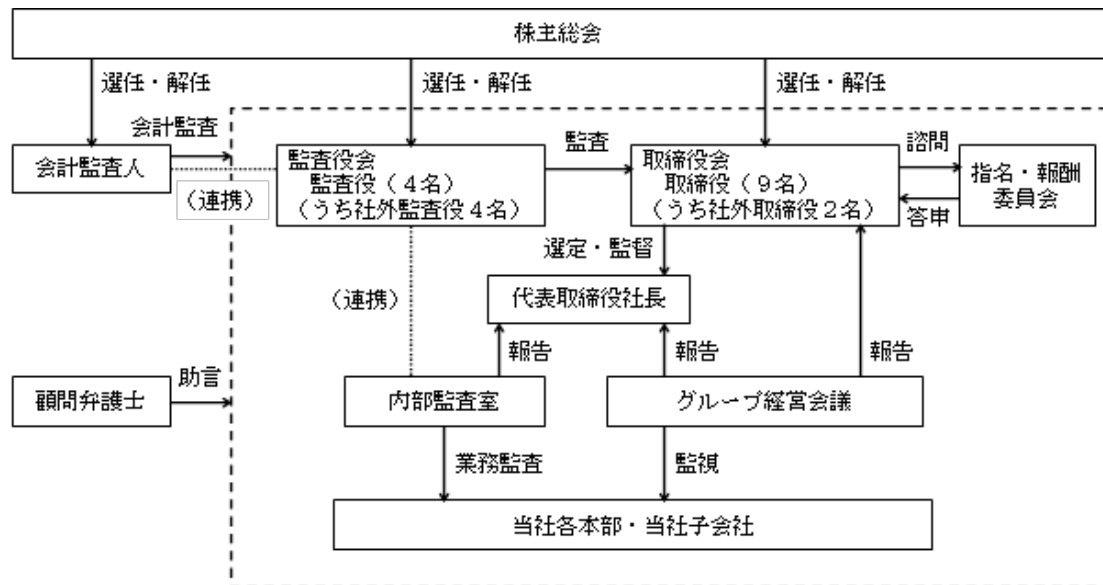 株主総会
選任・解任
選任・解任
選任・解任
会計監査
会計監査人
(連携)
監査役会
監査役(4名)
(うち社外監査役4名)
監査
取締役会
取締役(9名)
(うち社外取締役2名)
諮問
答申
指名・報酬
委員会
選定・監督
(連携)
代表取締役社長
報告
報告
報告
助言
顧問弁護士
内部監査室
グループ経営会議
業務監査
監視
当社各本部・当社子会社